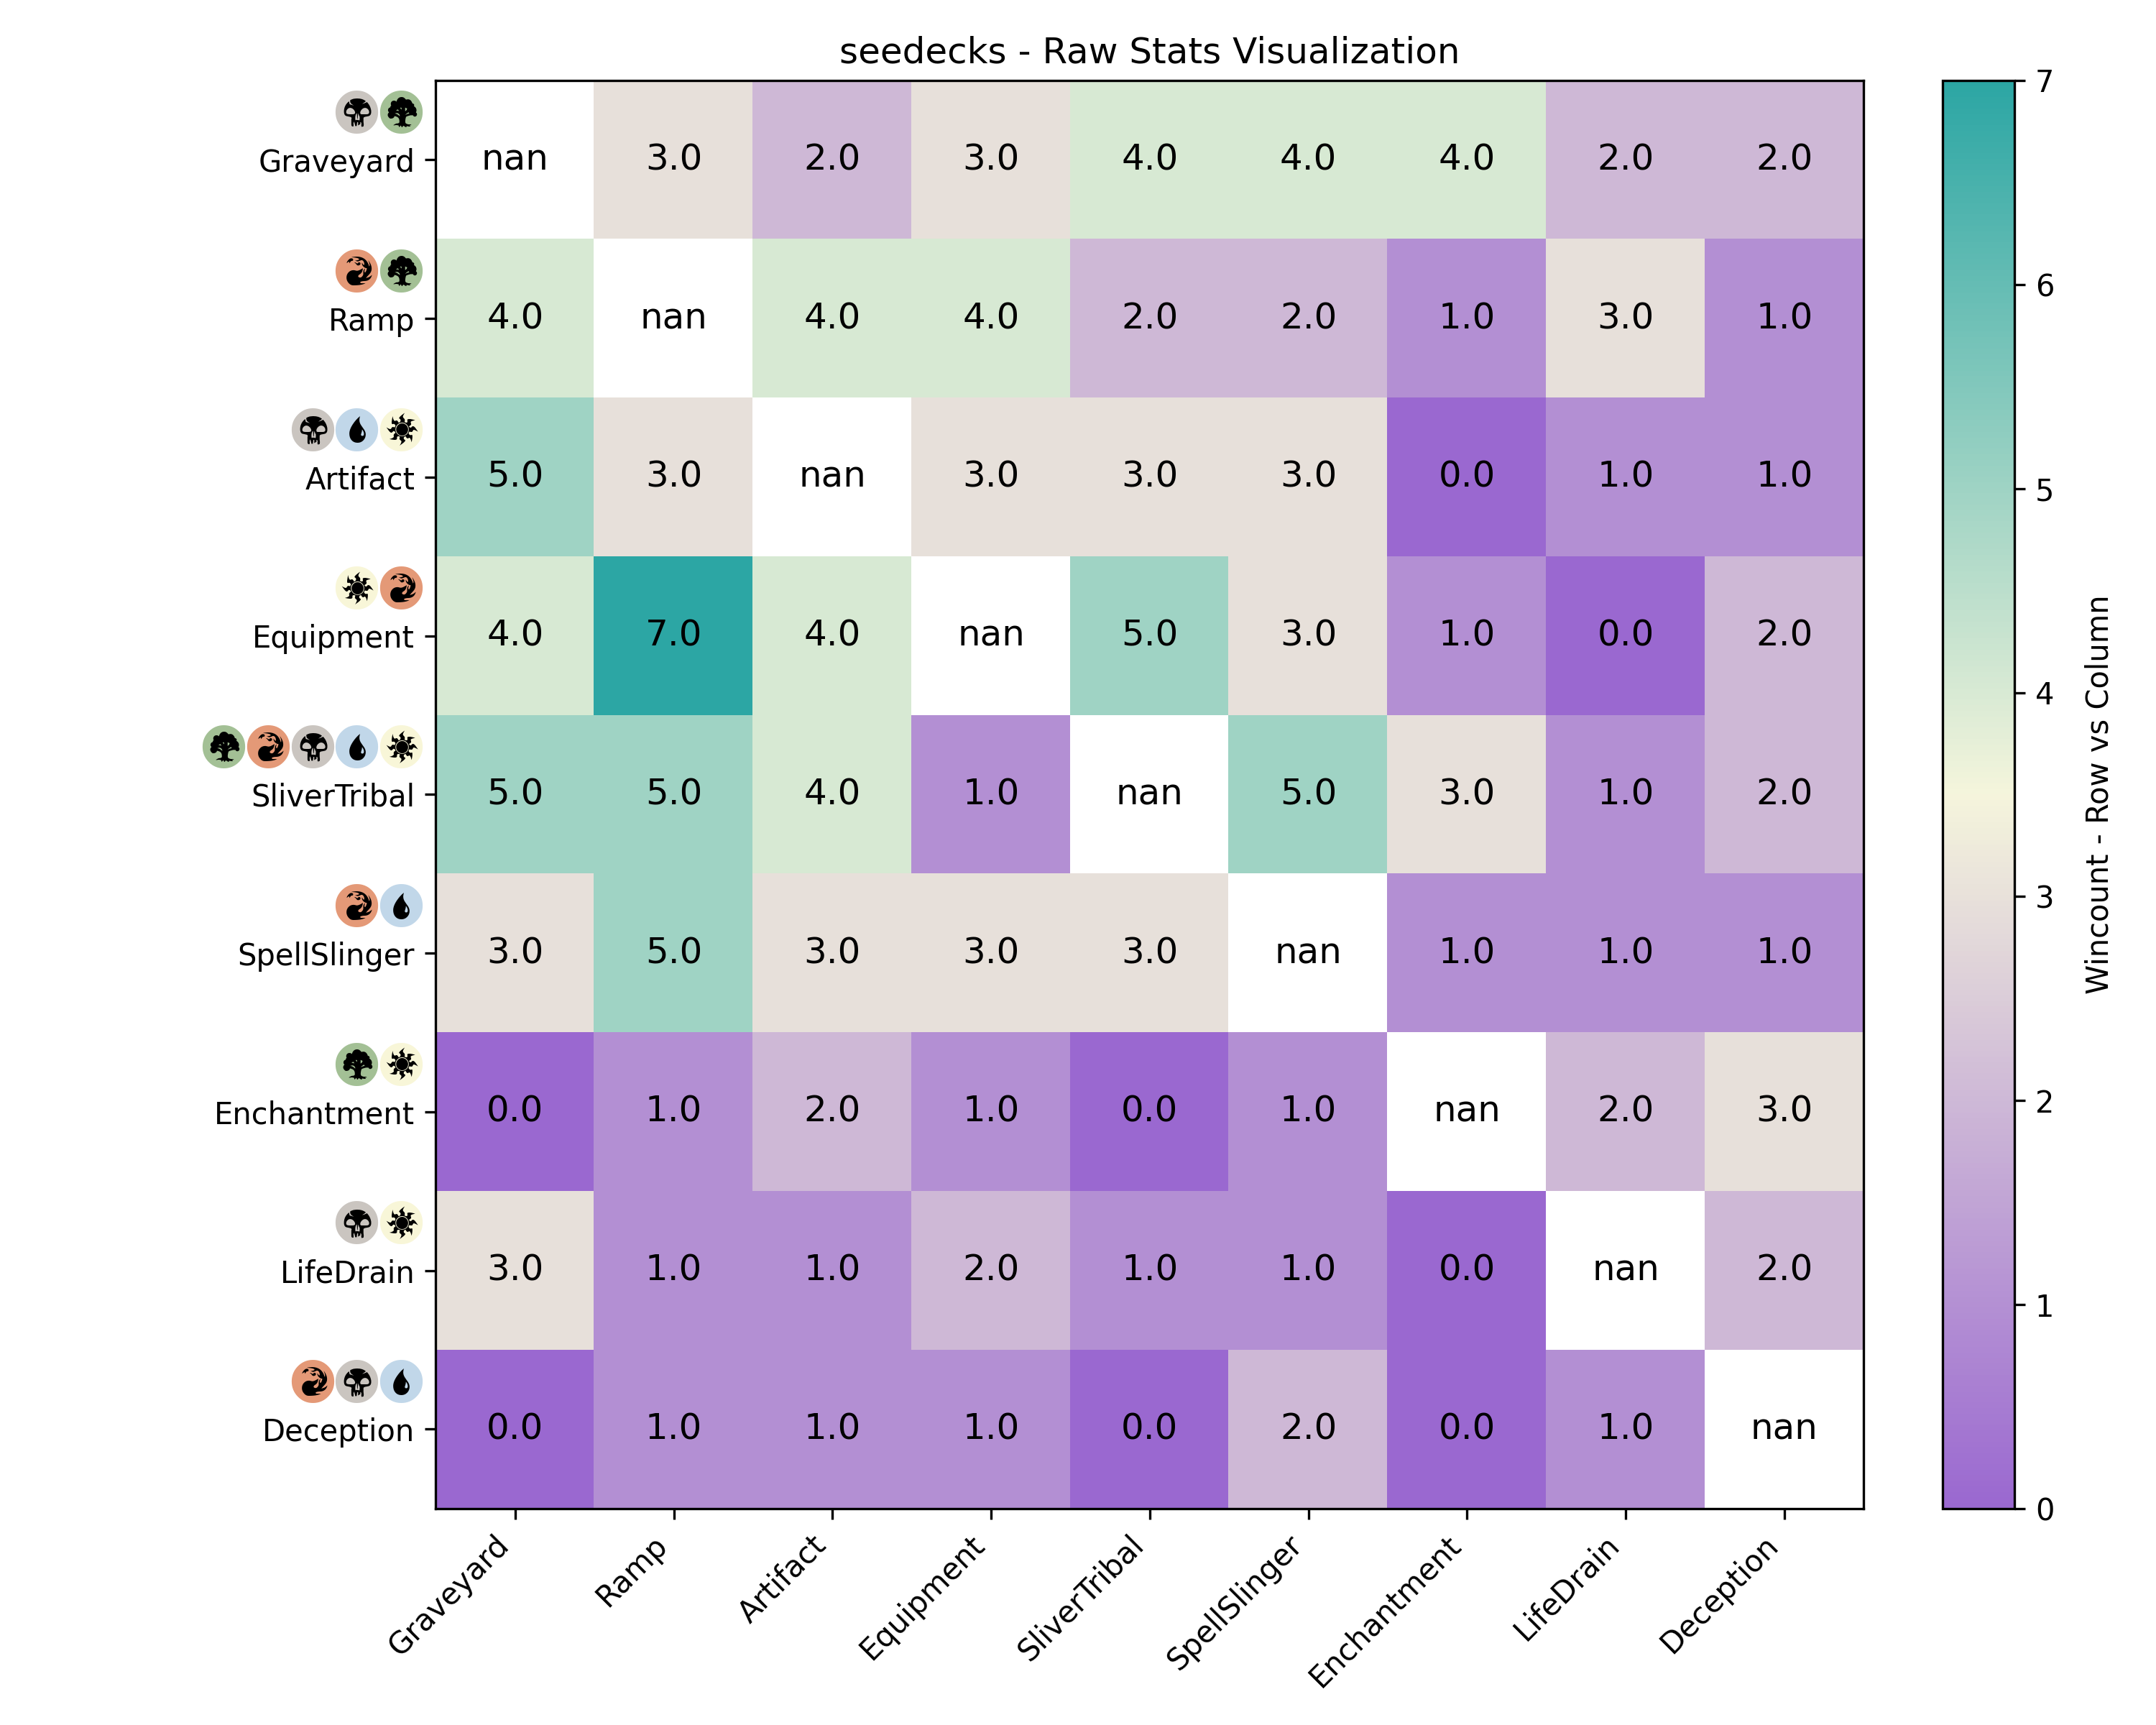 seedecks - Raw Stats Visualization
Graveyard nan 3.0 2.0 3.0 4.0 4.0 4.0 2.0 2.0
Ramp 4.0 nan 4.0 4.0 2.0 2.0 1.0 3.0 1.0
Artifact 5.0 3.0 nan 3.0 3.0 3.0 0.0 1.0 1.0
Equipment 4.0 7.0 4.0 nan 5.0 3.0 1.0 0.0 2.0
SliverTribal 5.0 5.0 4.0 1.0 nan 5.0 3.0 1.0 2.0
SpellSlinger 3.0 5.0 3.0 3.0 3.0 nan 1.0 1.0 1.0
Enchantment 0.0 1.0 2.0 1.0 0.0 1.0 nan 2.0 3.0
LifeDrain 3.0 1.0 1.0 2.0 1.0 1.0 0.0 nan 2.0
Deception 0.0 1.0 1.0 1.0 0.0 2.0 0.0 1.0 nan
Graveyard
Ramp
Artifact
Equipment
SliverTribal
SpellSlinger
Enchantment
LifeDrain
Deception
7
6
5
4
3
2
1
0
Wincount - Row vs Column